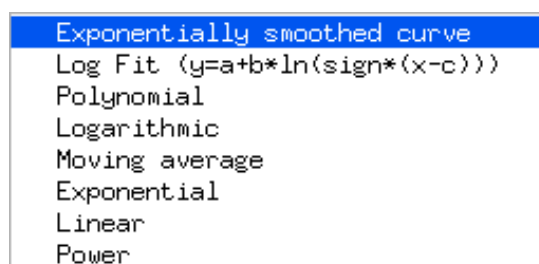 Exponentially smoothed curve
Log Fit (y=a+b*ln(sign*(x-c)))
Polynomial
Logarithmic
Moving average
Exponential
Linear
Power